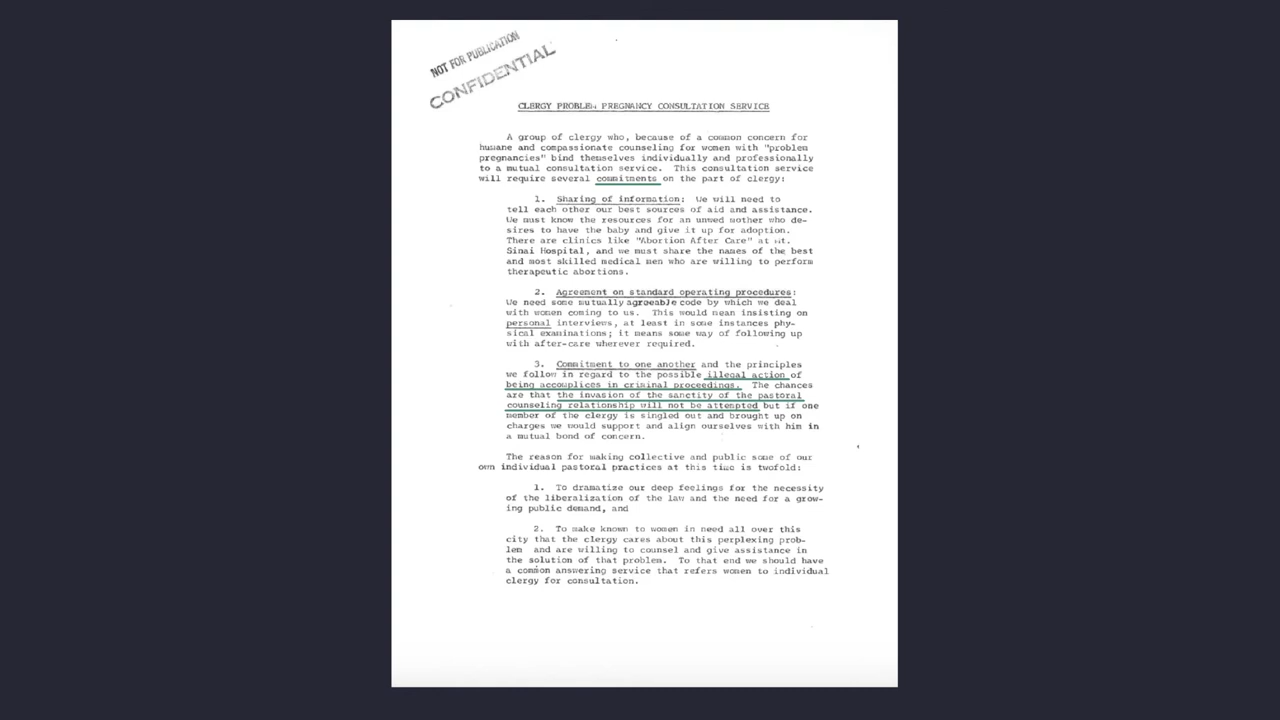 NOT FOR PUBLICATION
CONFIDENTIAL
CLERGY PROBLEM PREGNANCY CONSULTATION SERVICE
A group of clergy who, because of a common concern for
humane and compassionate counseling for women with "problem
pregnancies" bind themselves individually and professionally
to a mutual consultation service. This consultation service
will require several commitments on the part of clergy:
1. Sharing of information: We will need to
tell each other our best sources of aid and assistance.
We must know the resources for an unwed mother who de-
sires to have the baby and give it up for adoption.
There are clinics like "Abortion After Care" at Mt.
Sinai Hospital, and we must share the names of the best
and most skilled medical men who are willing to perform
therapeutic abortions.
2. Agreement on standard operating procedures:
We need some mutually agreeable code by which we deal
with women coming to us. This would mean insisting on
personal interviews, at least in some instances phy-
sical examinations; it means some way of following up
with after-care wherever required.
3. Commitment to one another and the principles
we follow in regard to the possible illegal action of
being accomplices in criminal proceedings. The chances
are that the invasion of the sanctity of the pastoral
counseling relationship will not be attempted but if one
member of the clergy is singled out and brought up on
charges we would support and align ourselves with him in
a mutual bond of concern.
The reason for making collective and public some of our
own individual pastoral practices at this time is twofold:
1. To dramatize our deep feelings for the necessity
of the liberalization of the law and the need for a grow-
ing public demand, and
2. To make known to women in need all over this
city that the clergy cares about this perplexing prob-
lem and are willing to counsel and give assistance in
the solution of that problem. To that end we should have
a common answering service that refers women to individual
clergy for consultation.